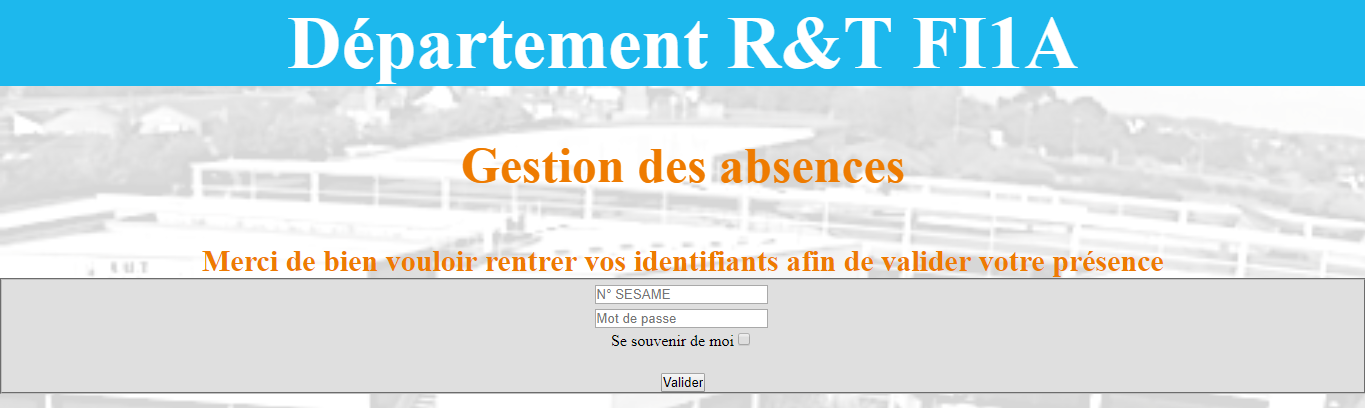 Département R&T FI1A
Gestion des absences
Merci de bien vouloir rentrer vos identifiants afin de valider votre présence
N° SESAME
Mot de passe
Se souvenir de moi
Valider